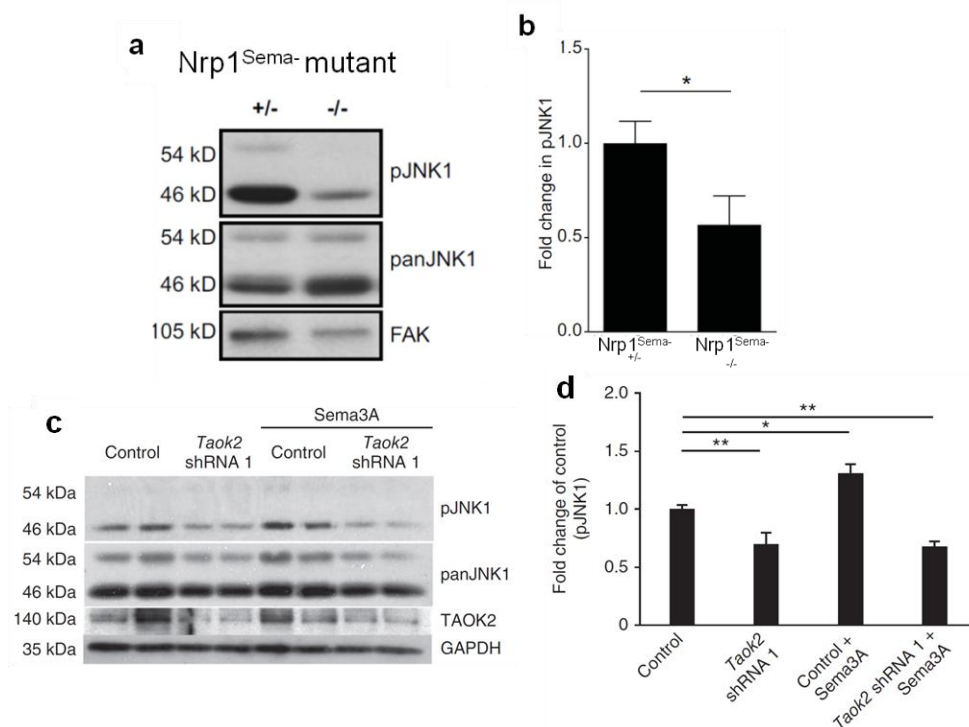 a
Nrp1Sema- mutant
+/- -/-
54 kD
46 kD
pJNK1
54 kD
46 kD
panJNK1
105 kD
FAK
b
Fold change in pJNK1
1.5
1.0
0.5
0.0
*
Nrp1Sema-
+/-
Nrp1Sema-
-/-
c
Sema3A
Control Taok2 shRNA 1 Control Taok2 shRNA 1
54 kDa
46 kDa
pJNK1
54 kDa
46 kDa
panJNK1
140 kDa
TAOK2
35 kDa
GAPDH
d
Fold change of control
(pJNK1)
2.0
1.5
1.0
0.5
0
**
*
**
Control
Taok2
shRNA 1
Control +
Sema3A
Taok2 shRNA 1 +
Sema3A